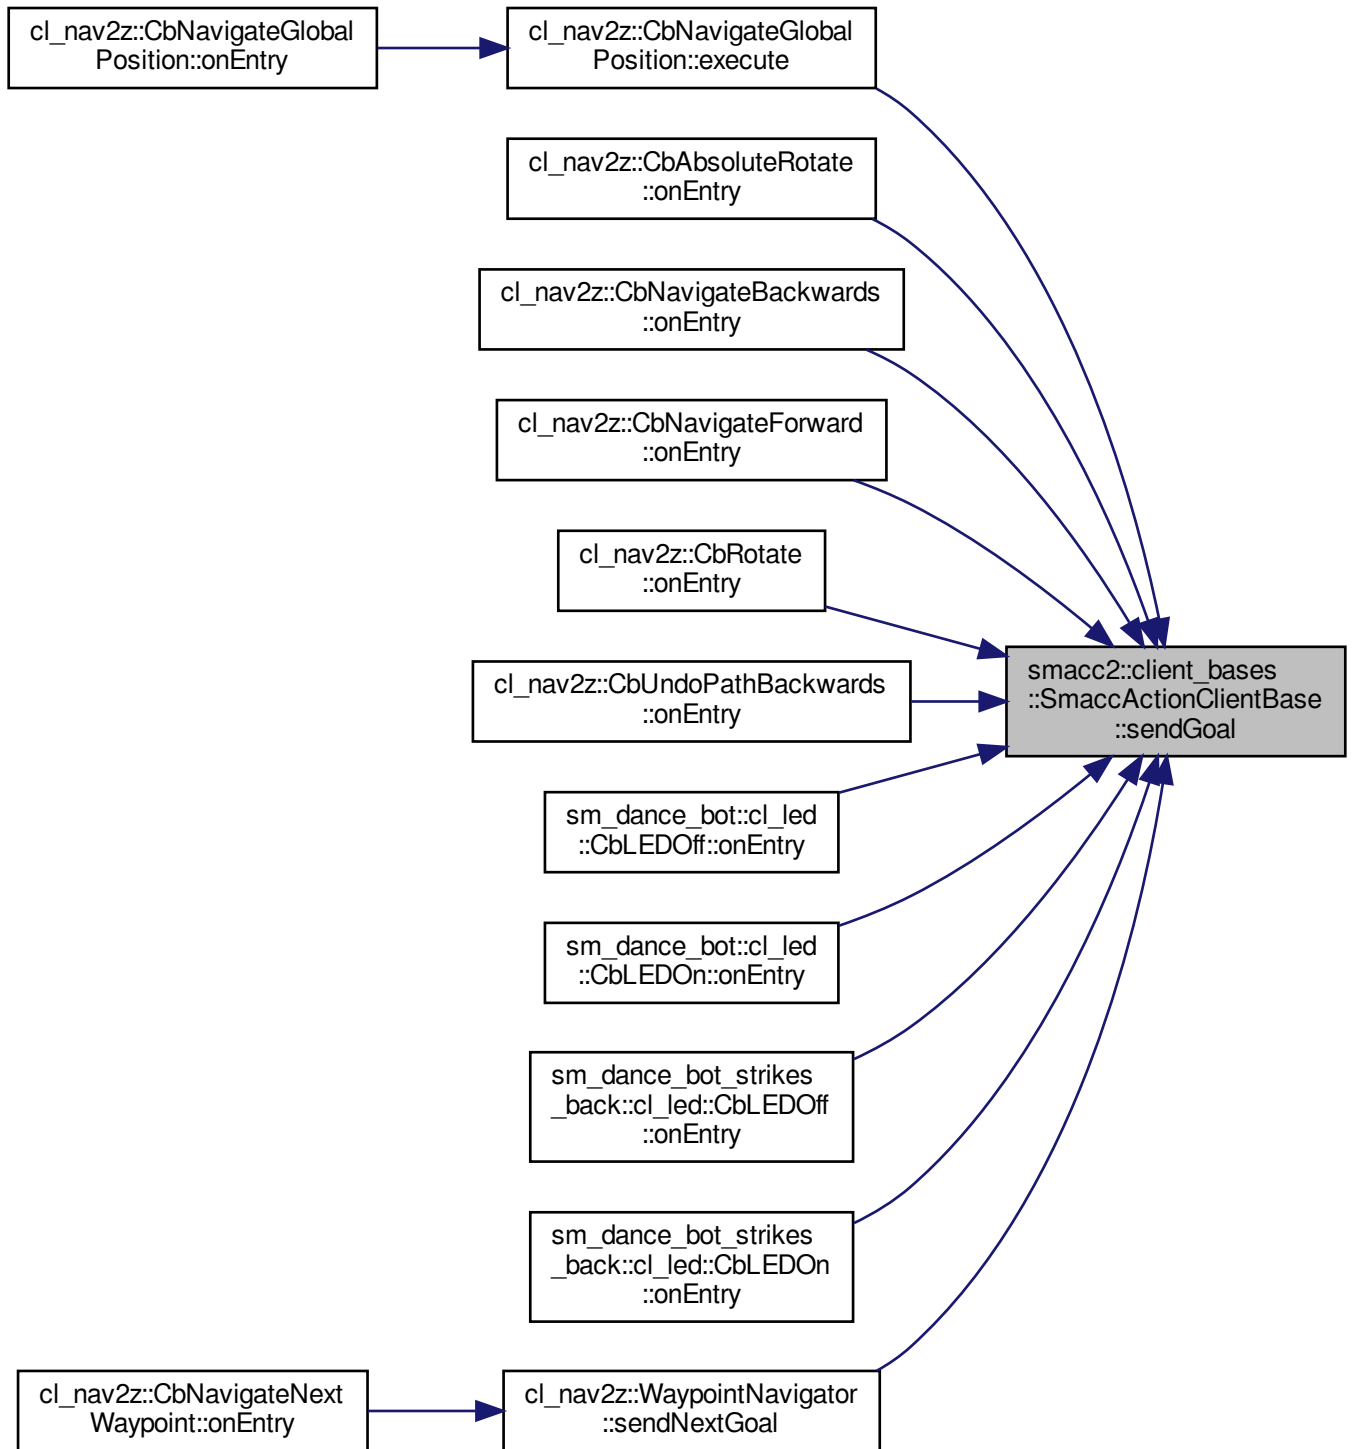 cl_nav2z::CbNavigateGlobal
Position::onEntry
cl_nav2z::CbNavigateGlobal
Position::execute
cl_nav2z::CbAbsoluteRotate
::onEntry
cl_nav2z::CbNavigateBackwards
::onEntry
cl_nav2z::CbNavigateForward
::onEntry
cl_nav2z::CbRotate
::onEntry
cl_nav2z::CbUndoPathBackwards
::onEntry
smacc2::client_bases
::SmaccActionClientBase
::sendGoal
sm_dance_bot::cl_led
::CbLEDOff::onEntry
sm_dance_bot::cl_led
::CbLEDOn::onEntry
sm_dance_bot_strikes
_back::cl_led::CbLEDOff
::onEntry
sm_dance_bot_strikes
_back::cl_led::CbLEDOn
::onEntry
cl_nav2z::CbNavigateNext
Waypoint::onEntry
cl_nav2z::WaypointNavigator
::sendNextGoal